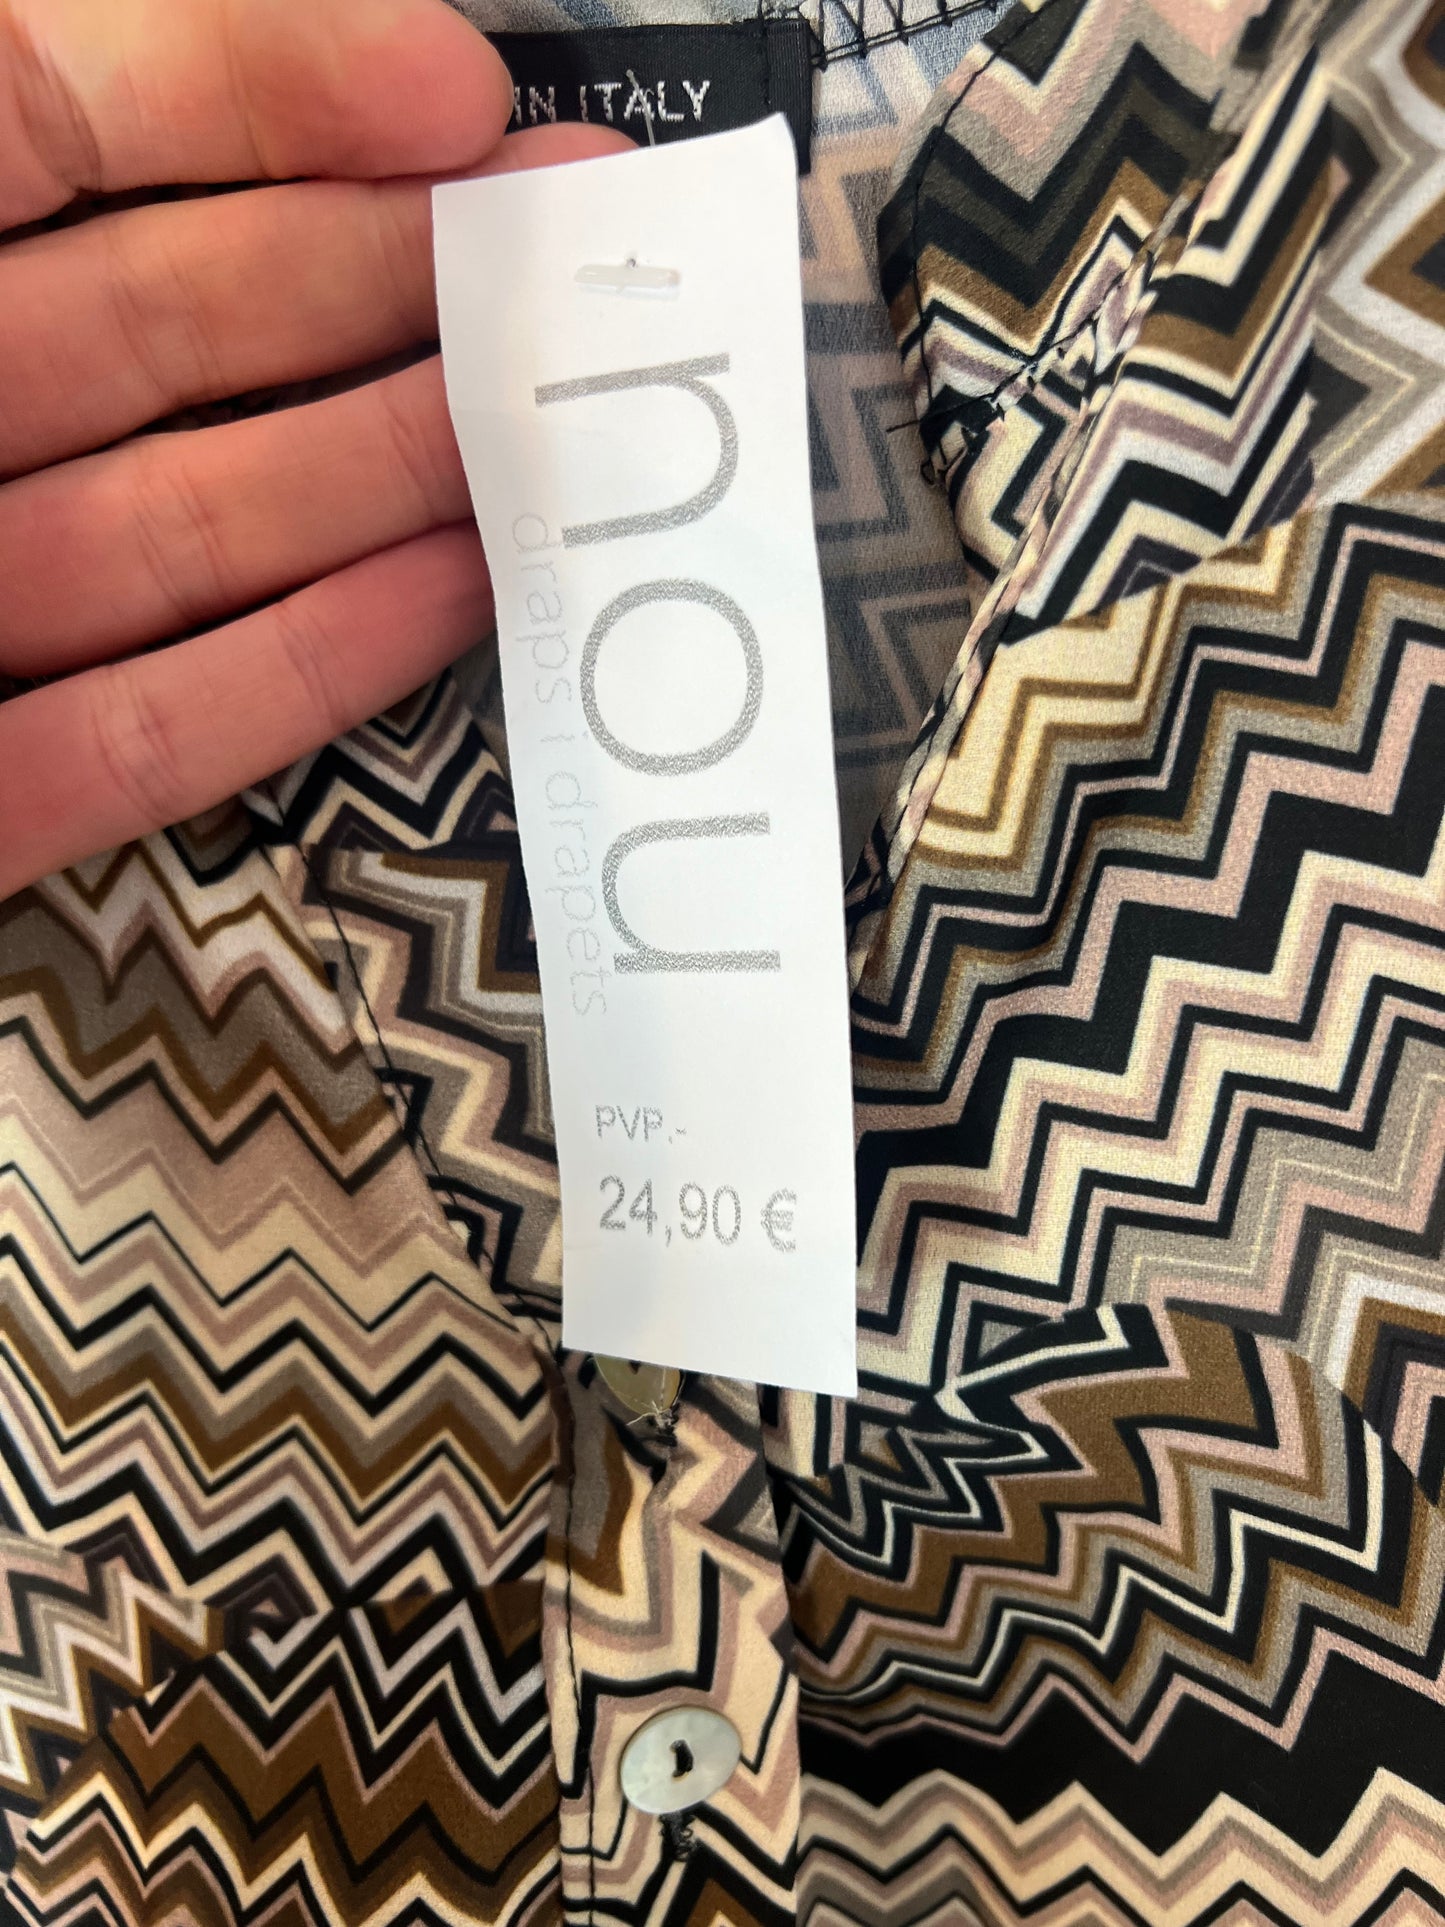 IN ITALY
nou
draps i drapets
PVP.-
24,90 €